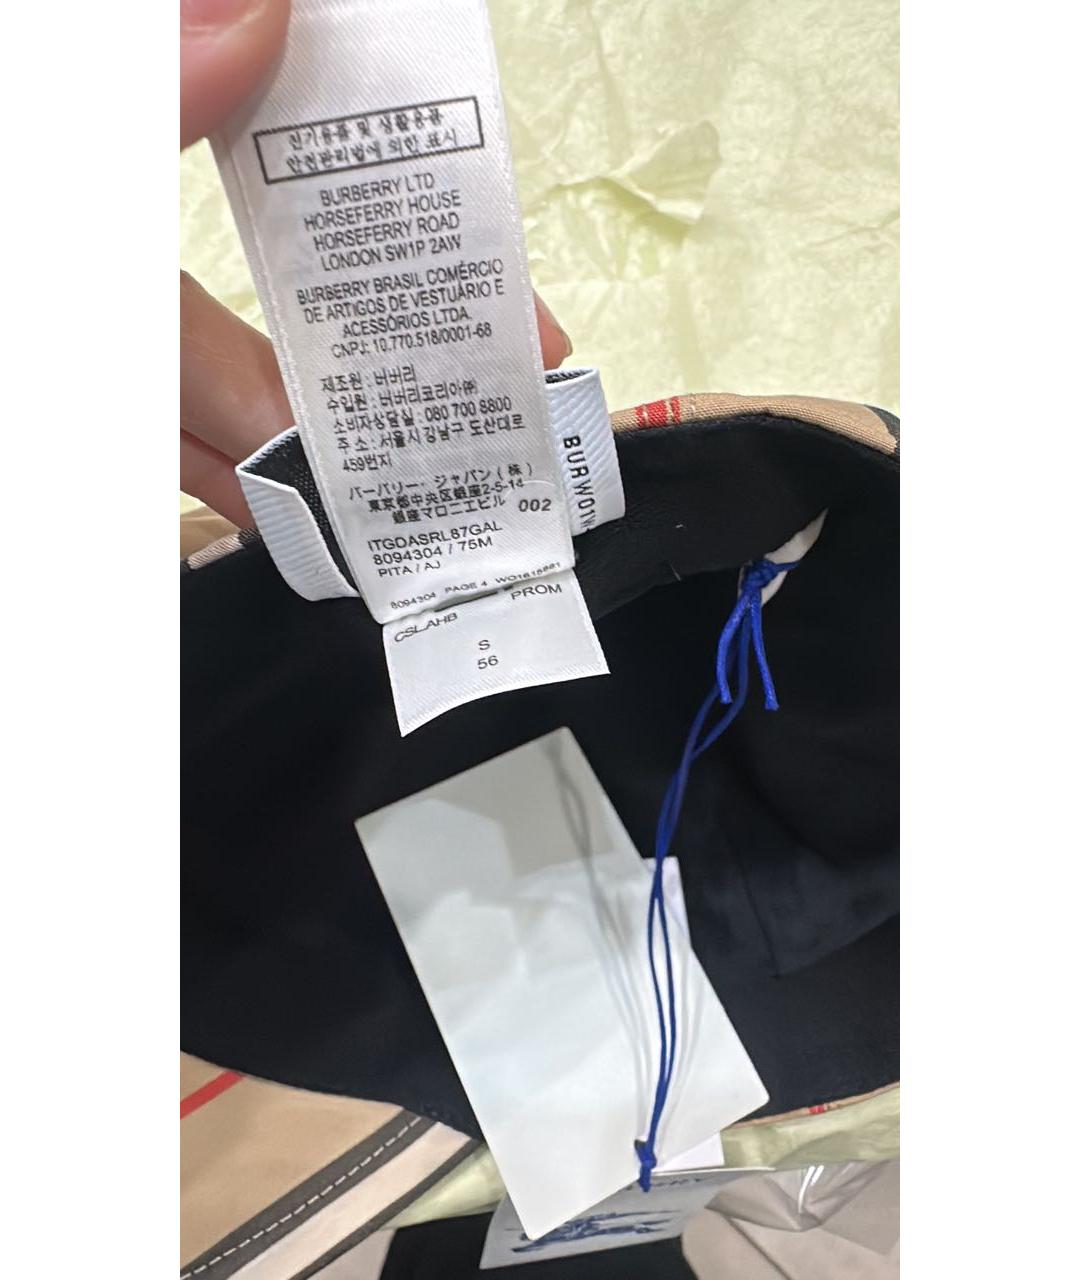 신기용품 및 생활용품
안전관리법에 의한 표시
BURBERRY LTD
HORSEFERRY HOUSE
HORSEFERRY ROAD
LONDON SW1P 2AW
BURBERRY BRASIL COMÉRCIO
DE ARTIGOS DE VESTUÁRIO E
ACESSÓRIOS LTDA.
CNPJ: 10.770.518/0001-68
제조원 : 버버리
수입원 : 버버리코리아㈜
소비자상담실 : 080 700 8800
주 소 : 서울시 강남구 도산대로
459번지
バーバリー・ジャパン（株）
東京都中央区銀座2-5-14
銀座マロニエビル
002
ITGDASRL87GAL
8094304 / 75M
PITA / AJ
8094304 PAGE 4
CSLAHB PROM
S
56
BURW01